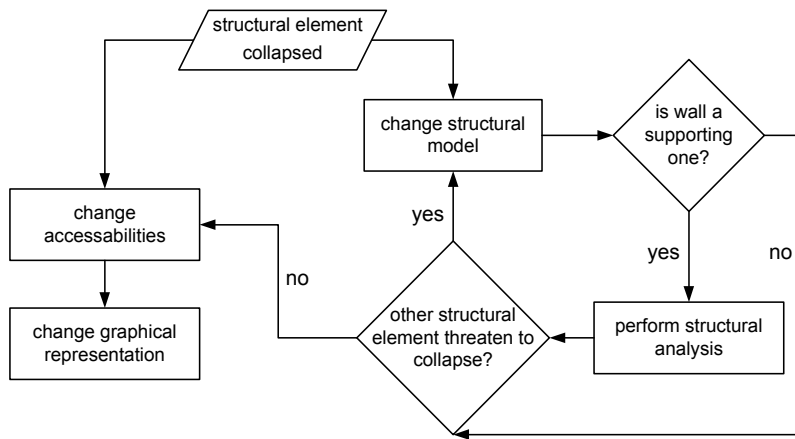 structural element
collapsed
change structural
model
is wall a
supporting
one?
yes
no
change
accessabilities
yes
no
other structural
element threaten to
collapse?
perform structural
analysis
change graphical
representation